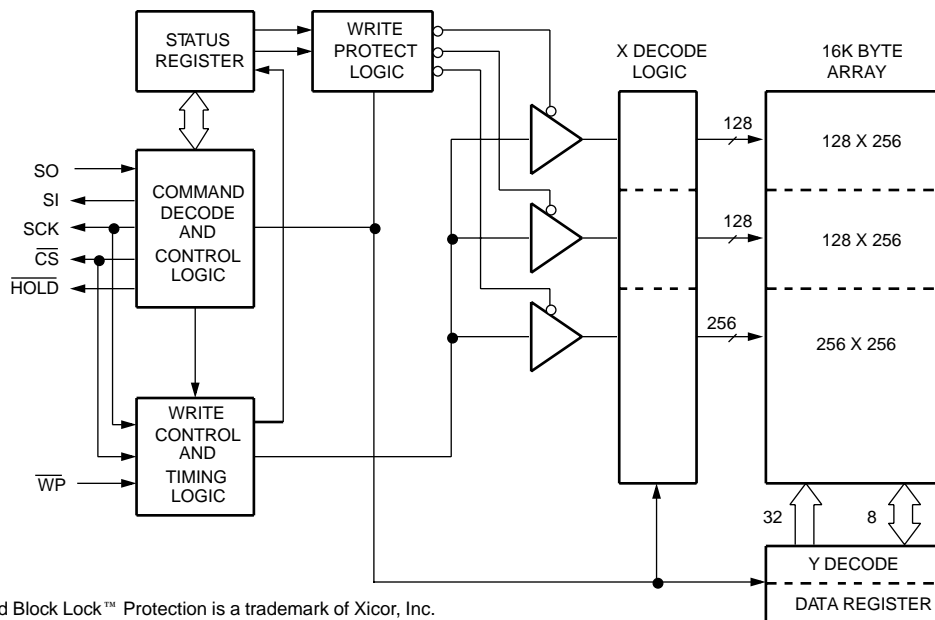 STATUS
REGISTER
WRITE
PROTECT
LOGIC
X DECODE
LOGIC
16K BYTE
ARRAY
SO
SI
SCK
CS
HOLD
COMMAND
DECODE
AND
CONTROL
LOGIC
128
128 X 256
128
128 X 256
256
256 X 256
WP
WRITE
CONTROL
AND
TIMING
LOGIC
32
8
Y DECODE
DATA REGISTER
d Block Lock™ Protection is a trademark of Xicor, Inc.